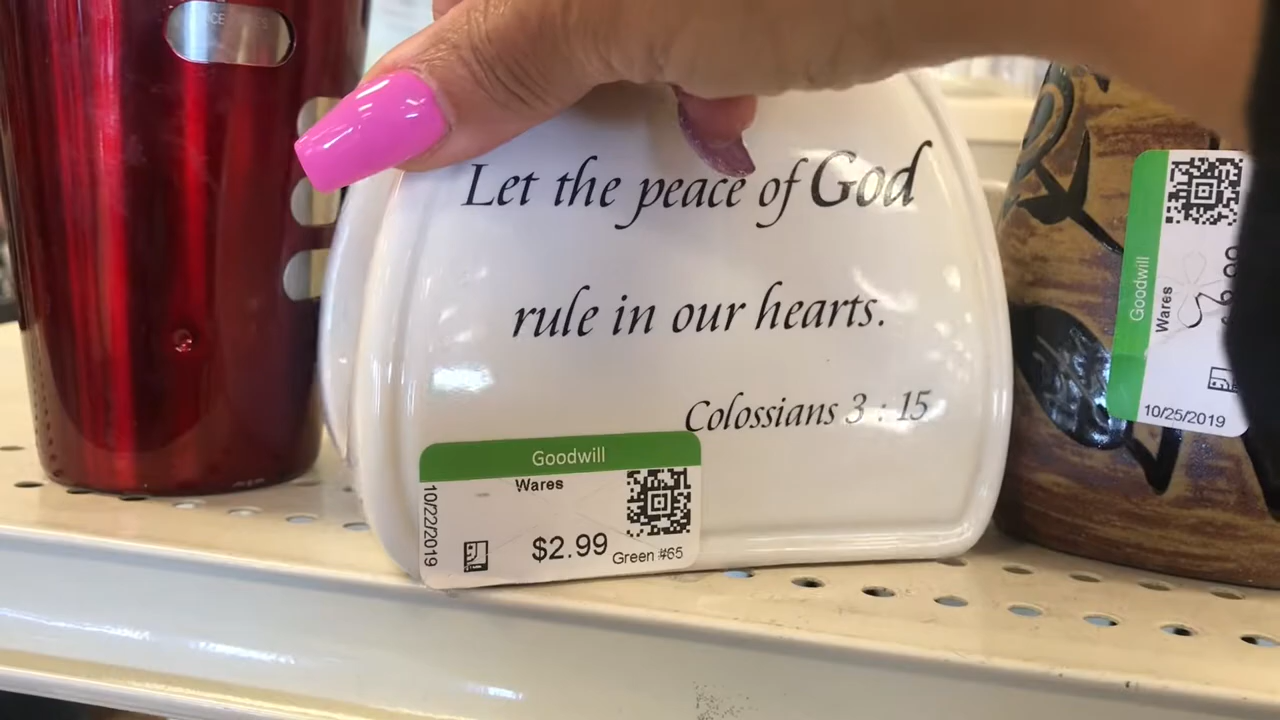 Let the peace of God
rule in our hearts.
Colossians 3 : 15
Goodwill
Wares
10/22/2019
$2.99
Green #65
Goodwill
Wares
10/25/2019